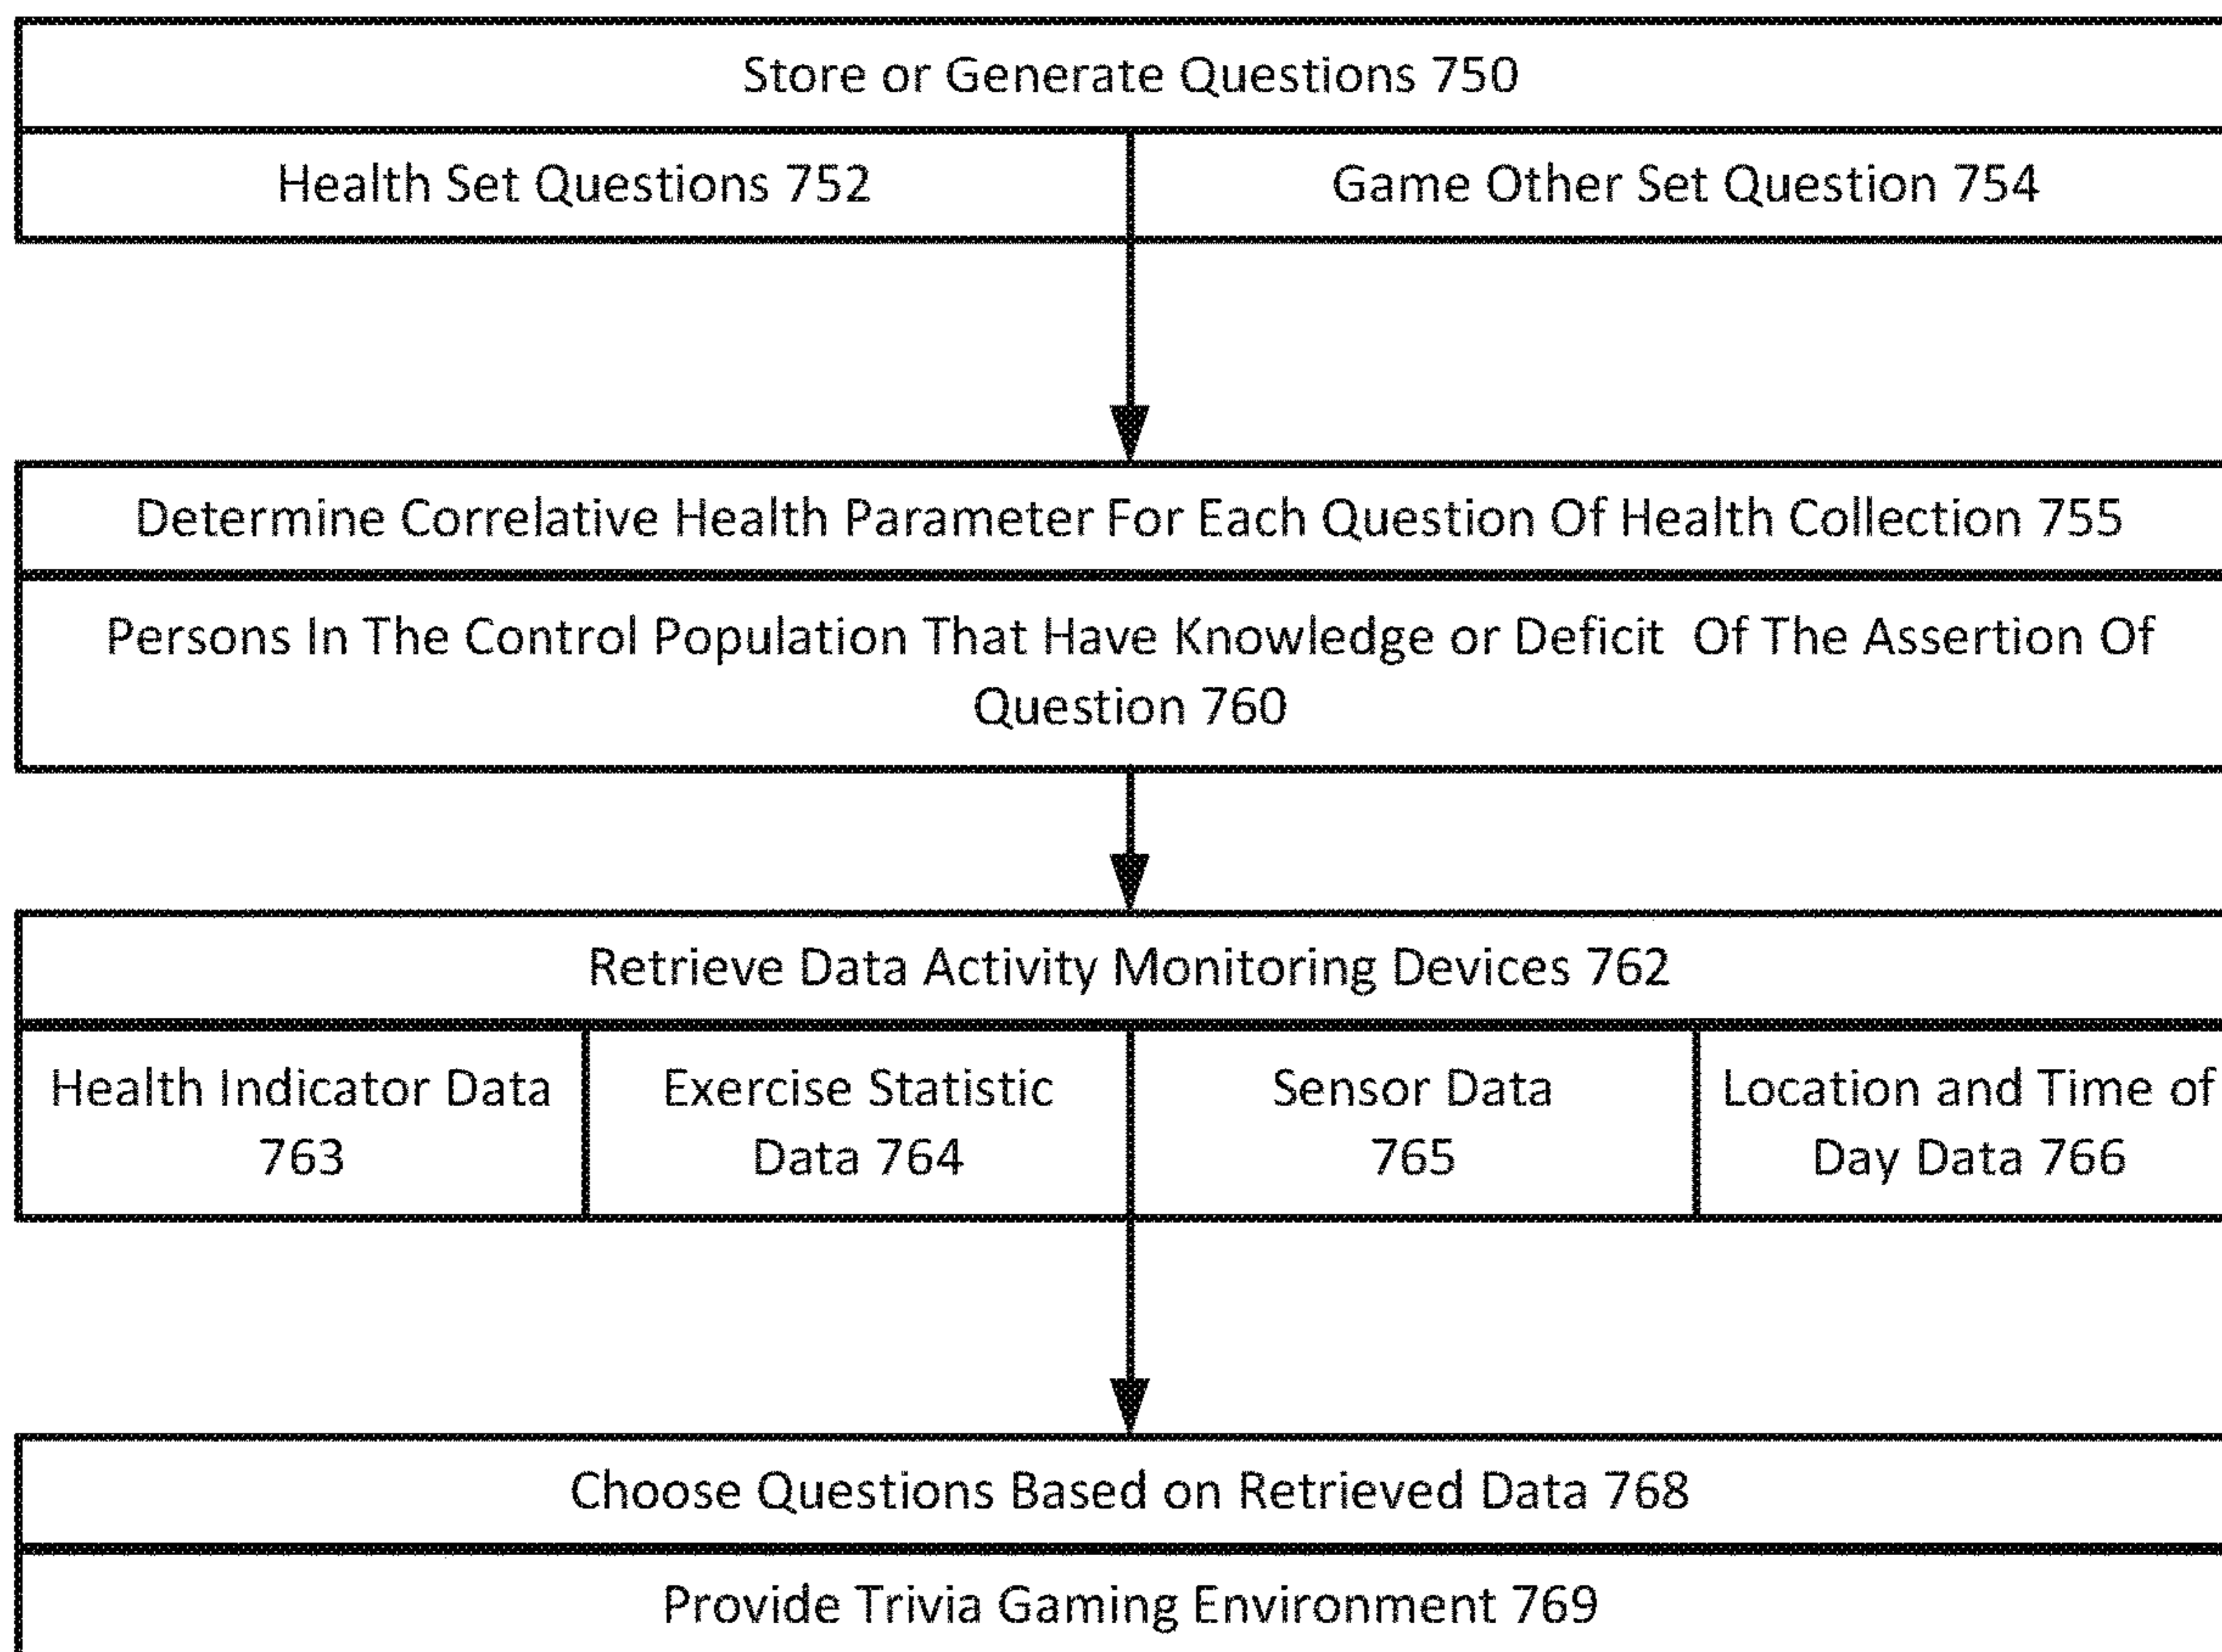 Store or Generate Questions 750
Health Set Questions 752
Game Other Set Question 754
Determine Correlative Health Parameter For Each Question Of Health Collection 755
Persons In The Control Population That Have Knowledge or Deficit Of The Assertion Of
Question 760
Retrieve Data Activity Monitoring Devices 762
Health Indicator Data
763
Exercise Statistic
Data 764
Sensor Data
765
Location and Time of
Day Data 766
Choose Questions Based on Retrieved Data 768
Provide Trivia Gaming Environment 769